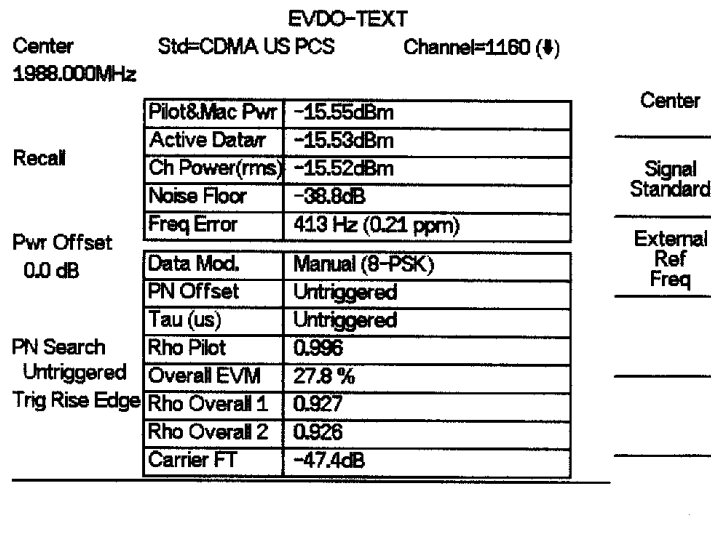 EVDO-TEXT
Center Std=CDMA US PCS Channel=1160 (⬇)
1988.000MHz
Pilot&Mac Pwr -15.55dBm
Active Datawr -15.53dBm
Ch Power(rms) -15.52dBm
Noise Floor -38.8dB
Freq Error 413 Hz (0.21 ppm)
Data Mod. Manual (8-PSK)
PN Offset Untriggered
Tau (us) Untriggered
Rho Pilot 0.996
Overall EVM 27.8 %
Rho Overall 1 0.927
Rho Overall 2 0.926
Carrier FT -47.4dB
Recall
Pwr Offset
0.0 dB
PN Search
Untriggered
Trig Rise Edge
Center
Signal
Standard
External
Ref
Freq